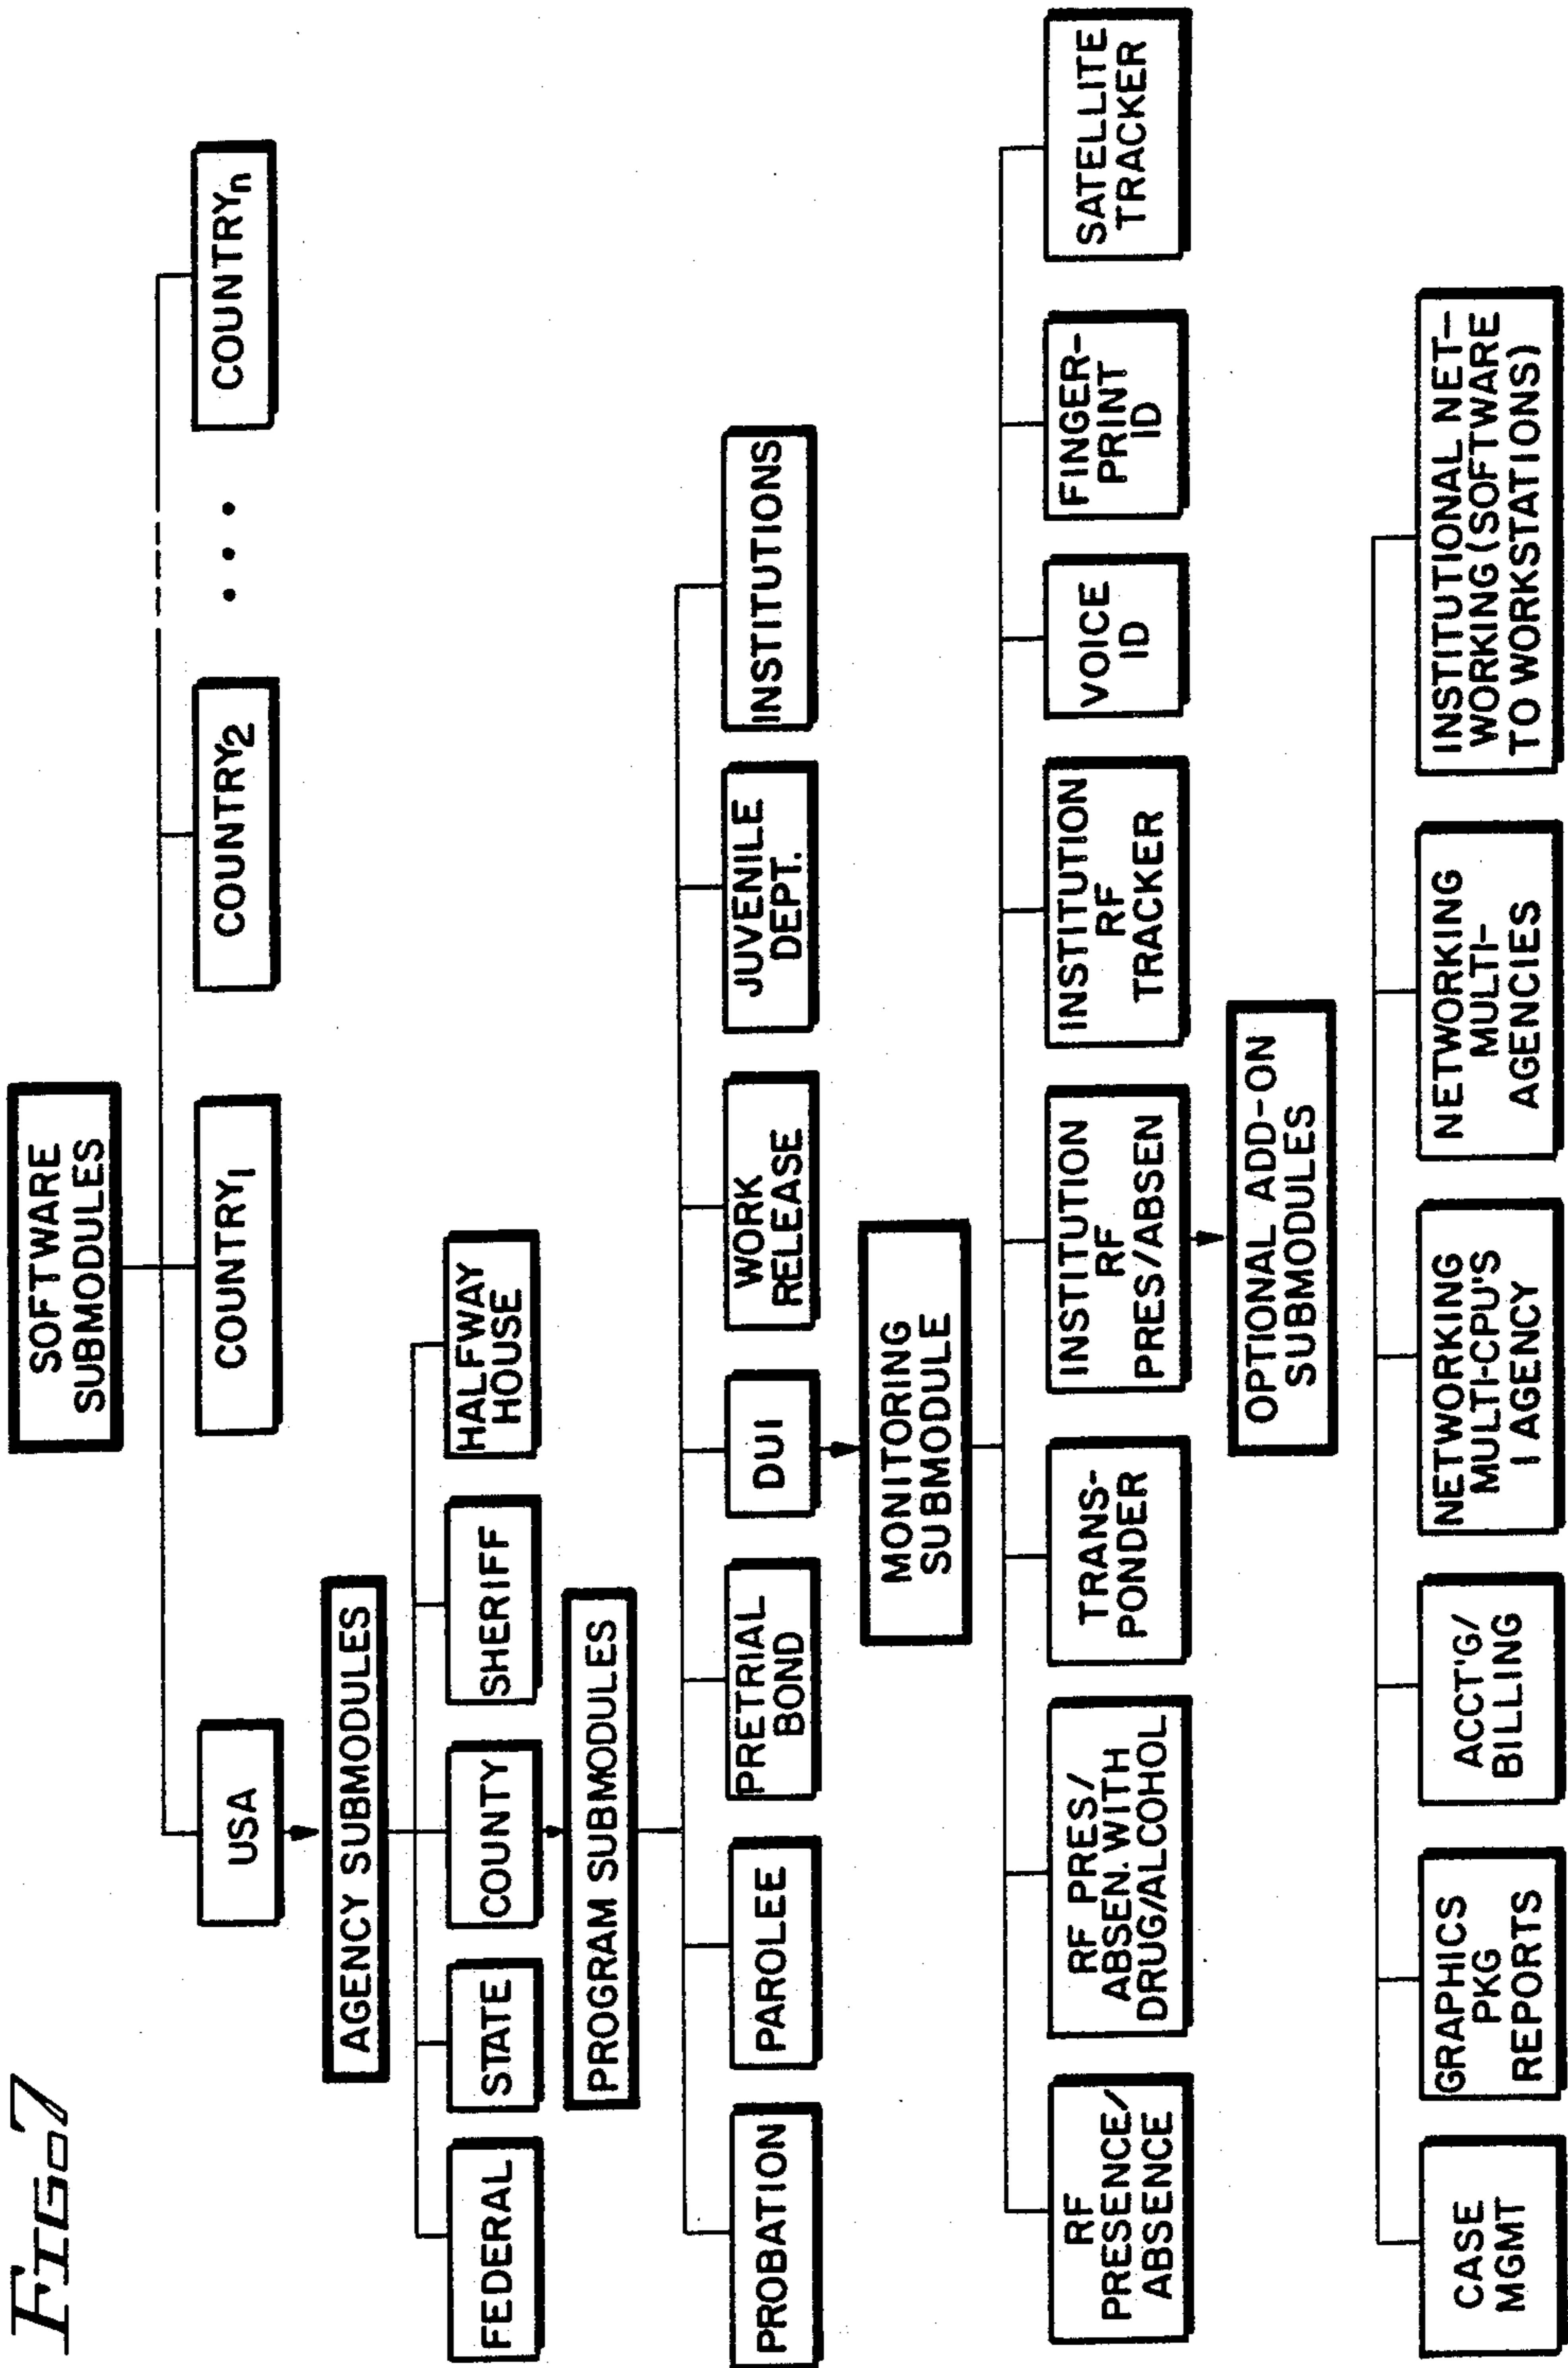 FIG. 7
SOFTWARE
SUBMODULES
USA
COUNTRY1
COUNTRY2
...
COUNTRYn
AGENCY SUBMODULES
FEDERAL
STATE
COUNTY
SHERIFF
HALFWAY
HOUSE
PROGRAM SUBMODULES
PROBATION
PAROLEE
PRETRIAL
BOND
DUI
WORK
RELEASE
JUVENILE
DEPT.
INSTITUTIONS
MONITORING
SUBMODULE
RF
PRESENCE/
ABSENCE
RF PRES/
ABSEN. WITH
DRUG/ALCOHOL
TRANS-
PONDER
INSTITUTION
RF
PRES/ABSEN
INSTITUTION
RF
TRACKER
VOICE
ID
FINGER-
PRINT
ID
SATELLITE
TRACKER
OPTIONAL ADD-ON
SUBMODULES
CASE
MGMT
GRAPHICS
PKG
REPORTS
ACCT'G/
BILLING
NETWORKING
MULTI-CPU'S
1 AGENCY
NETWORKING
MULTI-
AGENCIES
INSTITUTIONAL NET-
WORKING (SOFTWARE
TO WORKSTATIONS)